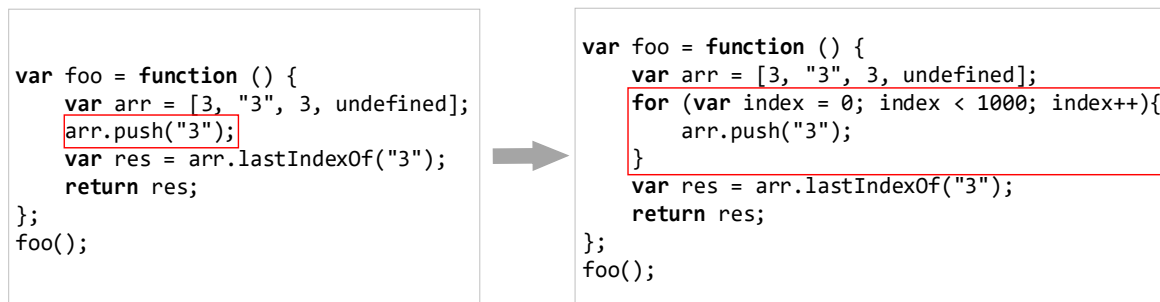 var foo = function () {
    var arr = [3, "3", 3, undefined];
    arr.push("3");
    var res = arr.lastIndexOf("3");
    return res;
};
foo();
var foo = function () {
    var arr = [3, "3", 3, undefined];
    for (var index = 0; index < 1000; index++){
        arr.push("3");
    }
    var res = arr.lastIndexOf("3");
    return res;
};
foo();